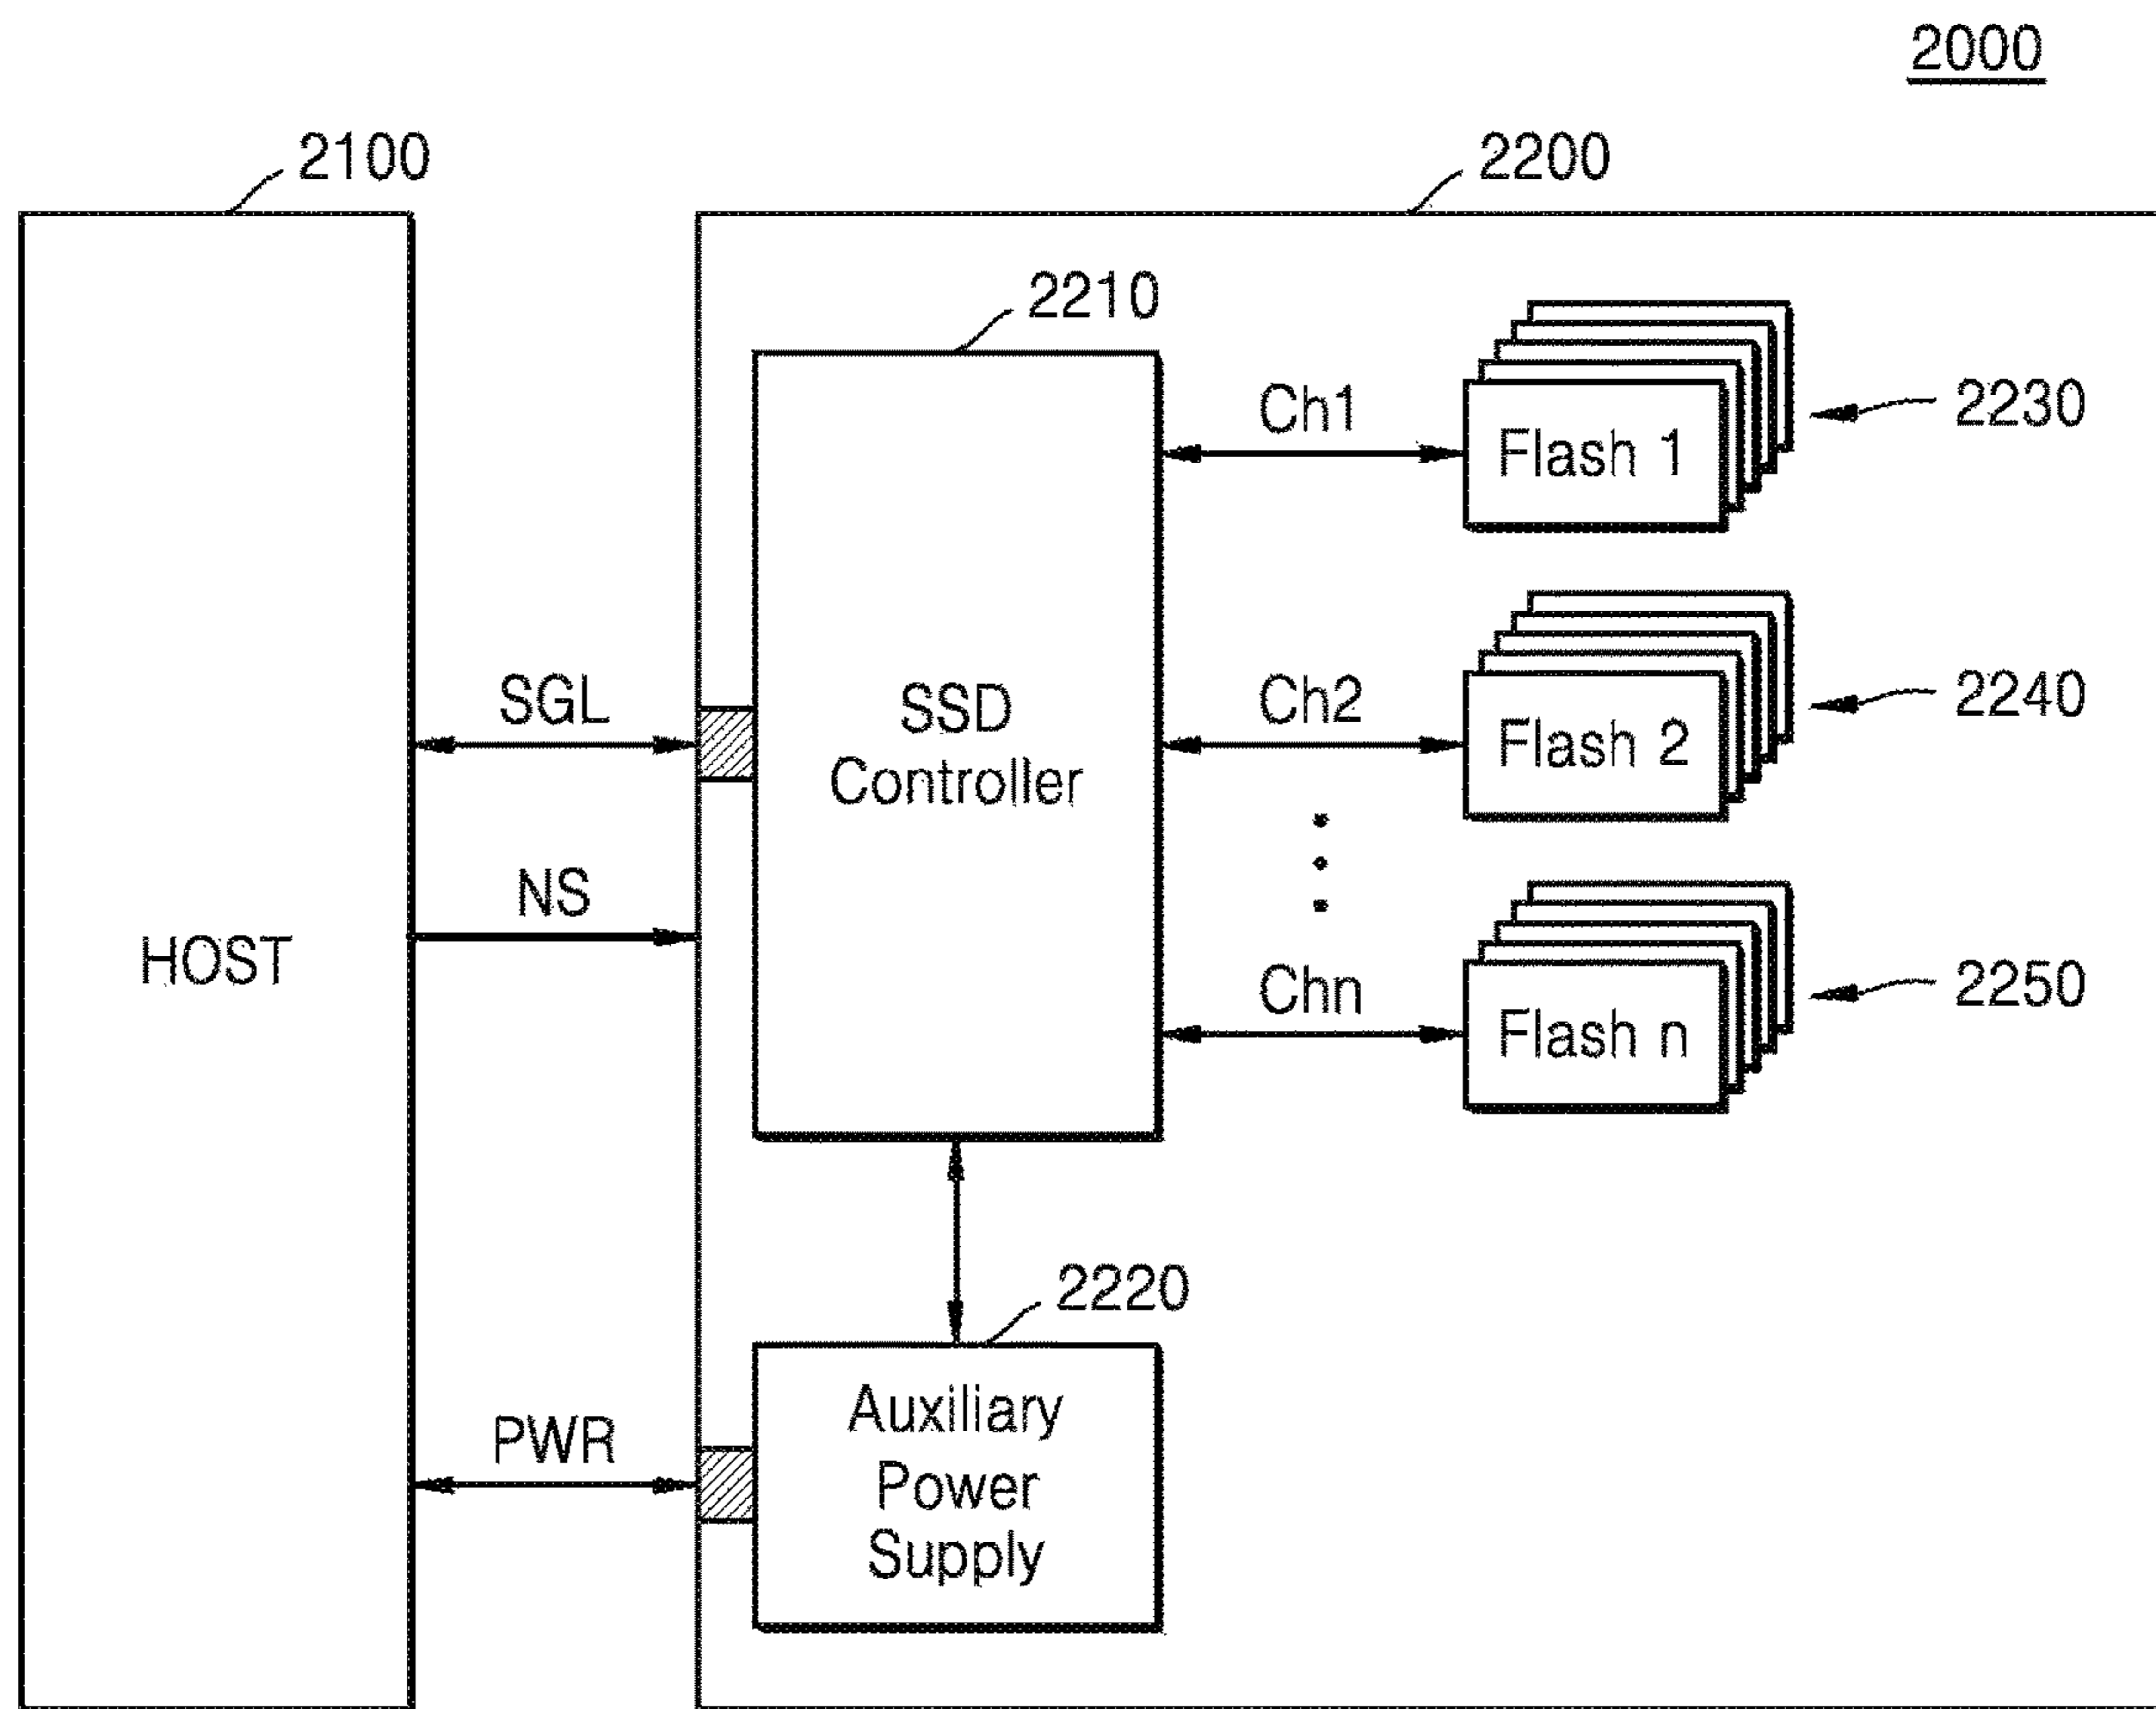 2000
2100
2200
2210
Ch1
Flash 1
2230
SGL
SSD
Controller
Ch2
Flash 2
2240
NS
HOST
Chn
Flash n
2250
2220
PWR
Auxiliary
Power
Supply